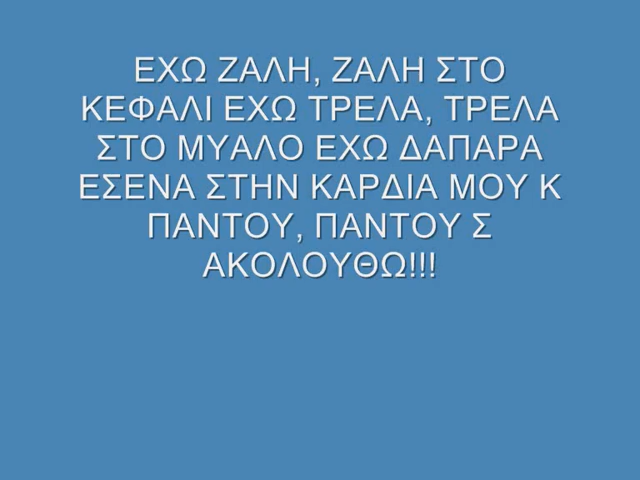 ΕΧΩ ΖΑΛΗ, ΖΑΛΗ ΣΤΟ
ΚΕΦΑΛΙ ΕΧΩ ΤΡΕΛΑ, ΤΡΕΛΑ
ΣΤΟ ΜΥΑΛΟ ΕΧΩ ΔΑΠΑΡΑ
ΕΣΕΝΑ ΣΤΗΝ ΚΑΡΔΙΑ ΜΟΥ Κ
ΠΑΝΤΟΥ, ΠΑΝΤΟΥ Σ
ΑΚΟΛΟΥΘΩ!!!